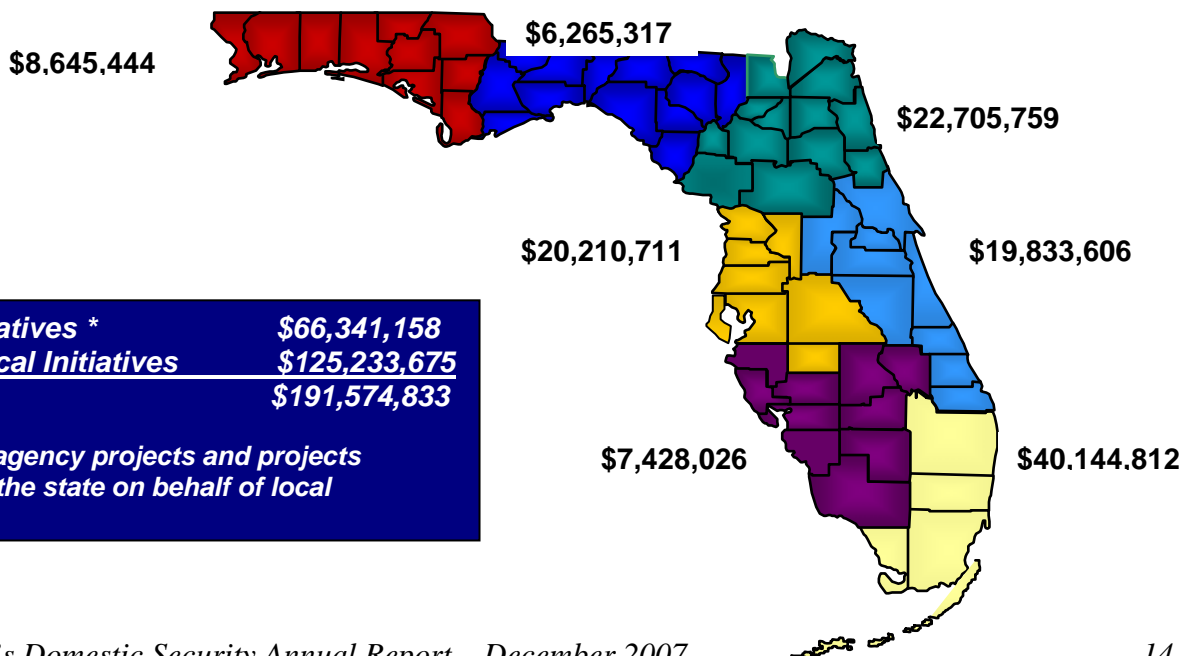 $6,265,317
$8,645,444
$22,705,759
$20,210,711
$19,833,606
atives * $66,341,158
cal Initiatives $125,233,675
$191,574,833
agency projects and projects
the state on behalf of local
$7,428,026
$40,144,812
's Domestic Security Annual Report – December 2007
14